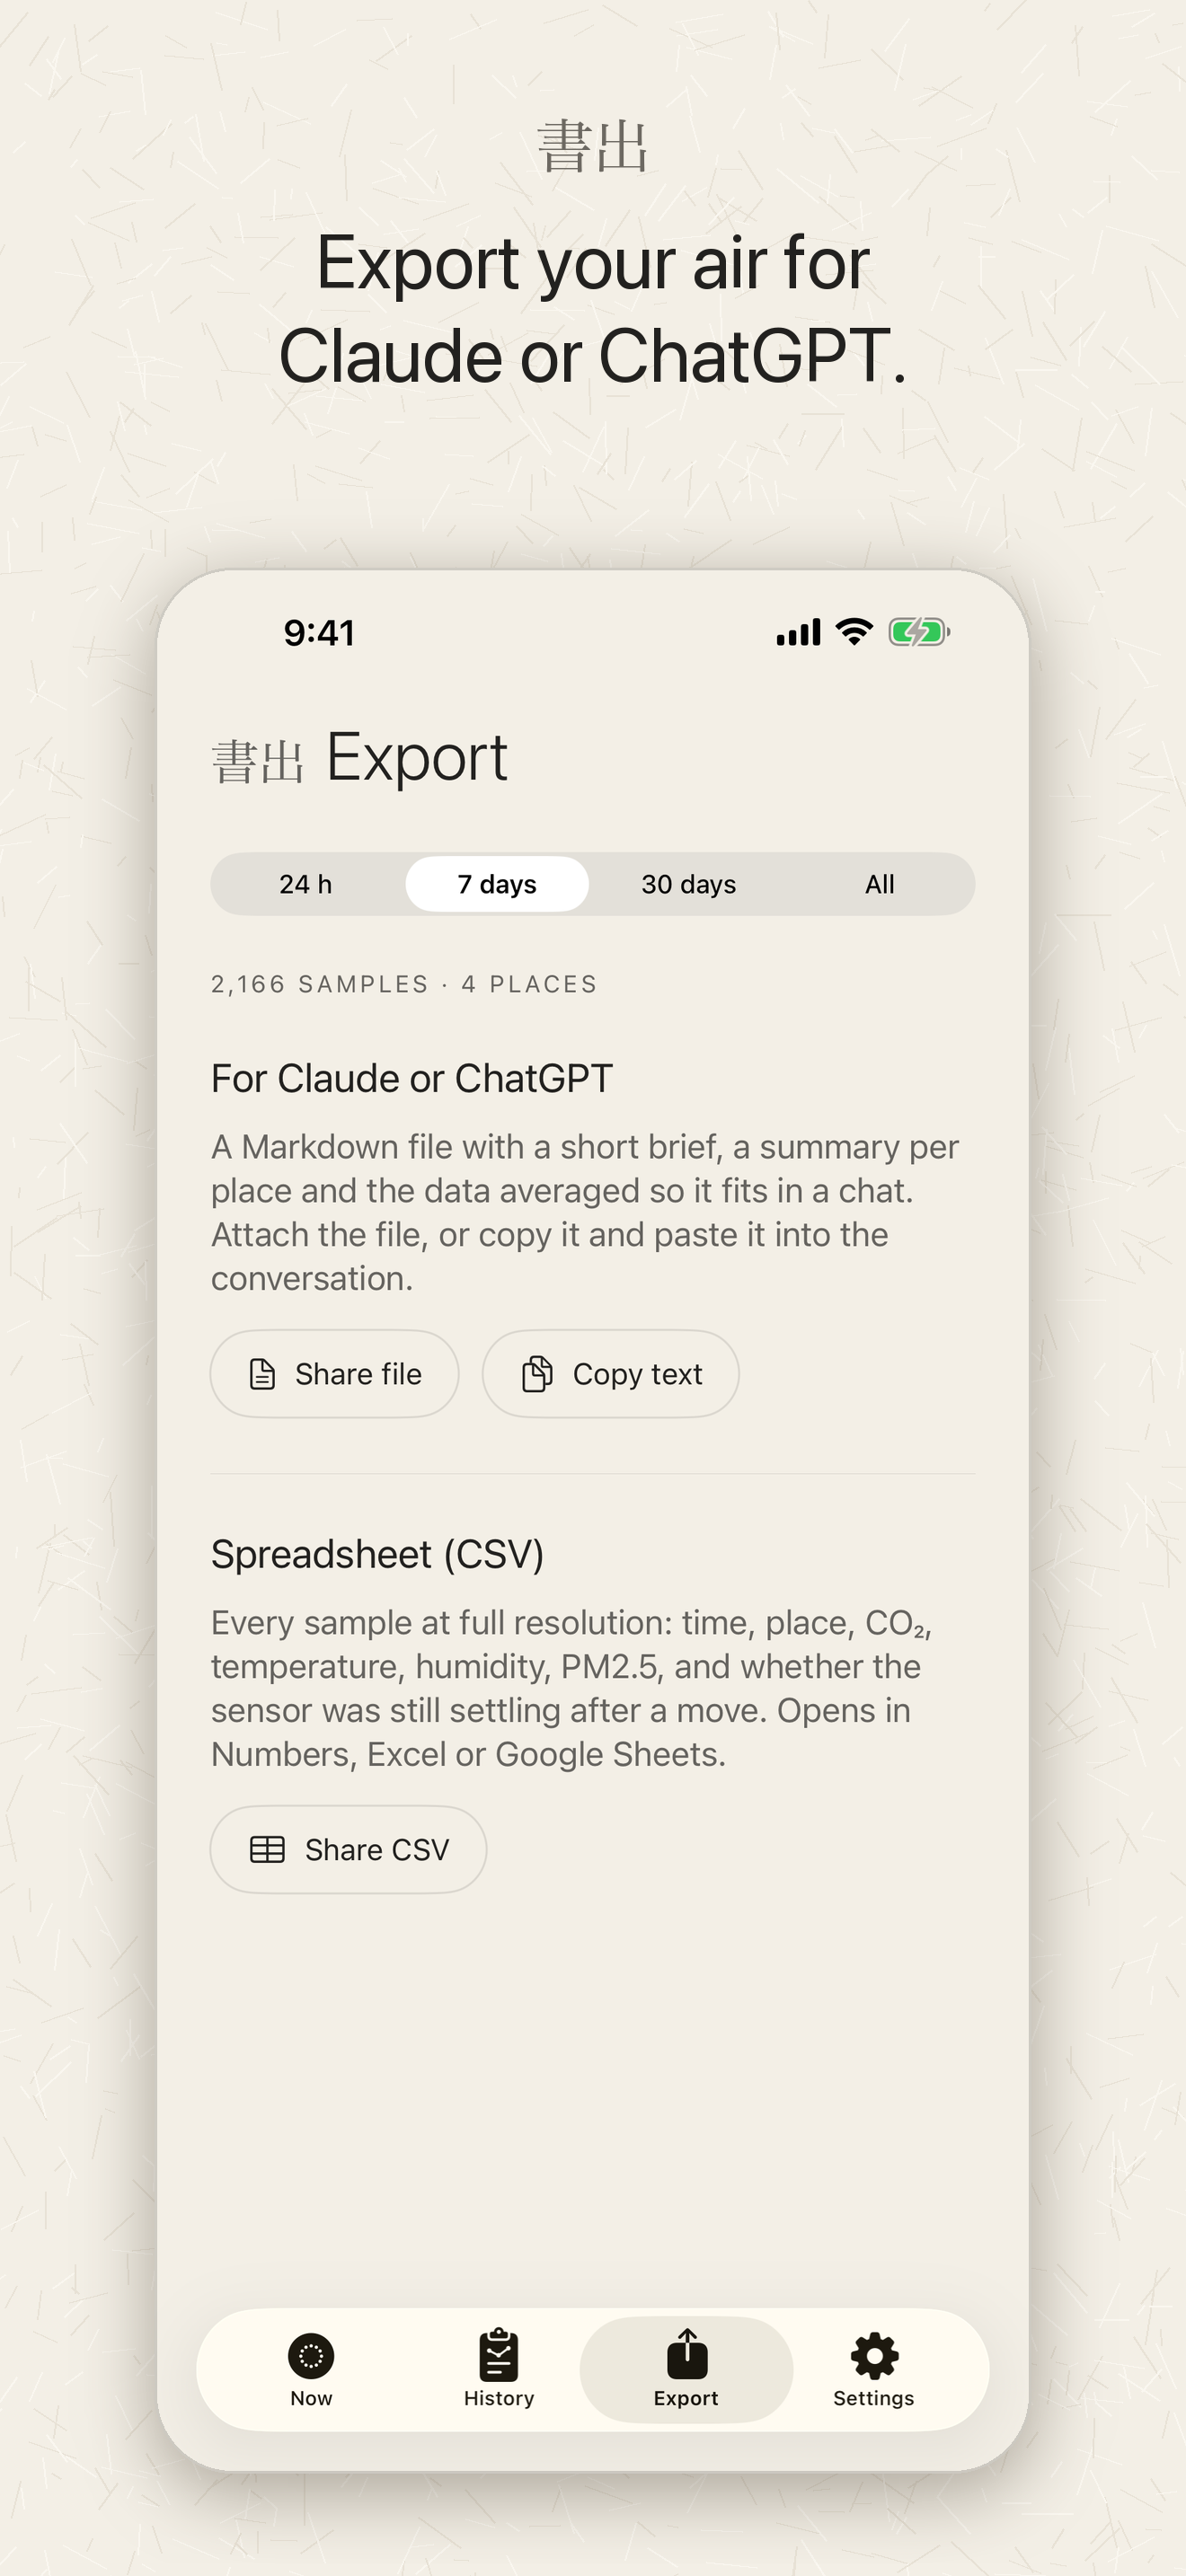 書出
Export your air for
Claude or ChatGPT.
9:41
書出 Export
24 h 7 days 30 days All
2,166 SAMPLES · 4 PLACES
For Claude or ChatGPT
A Markdown file with a short brief, a summary per
place and the data averaged so it fits in a chat.
Attach the file, or copy it and paste it into the
conversation.
Share file Copy text
Spreadsheet (CSV)
Every sample at full resolution: time, place, CO₂,
temperature, humidity, PM2.5, and whether the
sensor was still settling after a move. Opens in
Numbers, Excel or Google Sheets.
Share CSV
Now History Export Settings